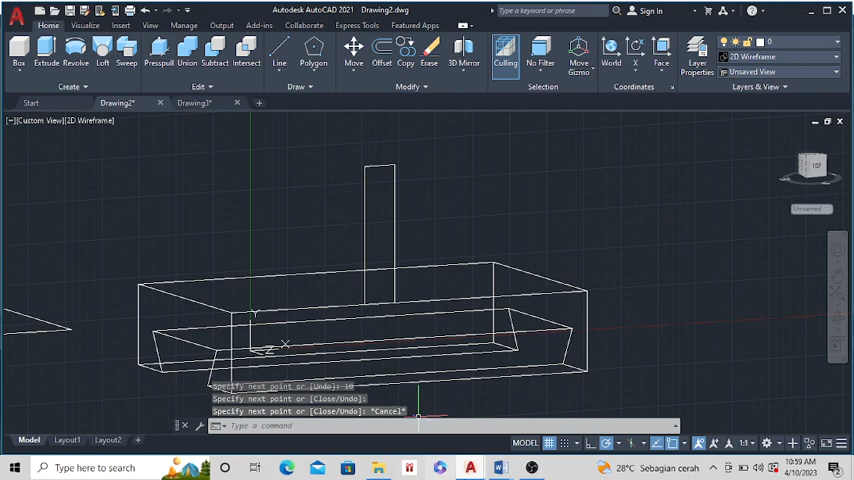 Autodesk AutoCAD 2021 Drawing2.dwg
Type a keyword or phrase
Sign In
Home Visualize Insert View Manage Output Add-ins Collaborate Express Tools Featured Apps
Box Extrude Revolve Loft Sweep Presspull Union Subtract Intersect Line Polygon Move Offset Copy Erase 3D Mirror Culling No Filter Move Gizmo World X Face Layer Properties
0
2D Wireframe
Unsaved View
Create Edit Draw Modify Selection Coordinates Layers & View
Start Drawing2* Drawing3*
[−][Custom View][2D Wireframe]
TOP
Unnamed
Y
X
Z
Specify next point or [Undo]: 10
Specify next point or [Close/Undo]:
Specify next point or [Close/Undo]: *Cancel*
Type a command
Model Layout1 Layout2
MODEL
1:1
Type here to search
28°C Sebagian cerah
10:59 AM
4/10/2023
2